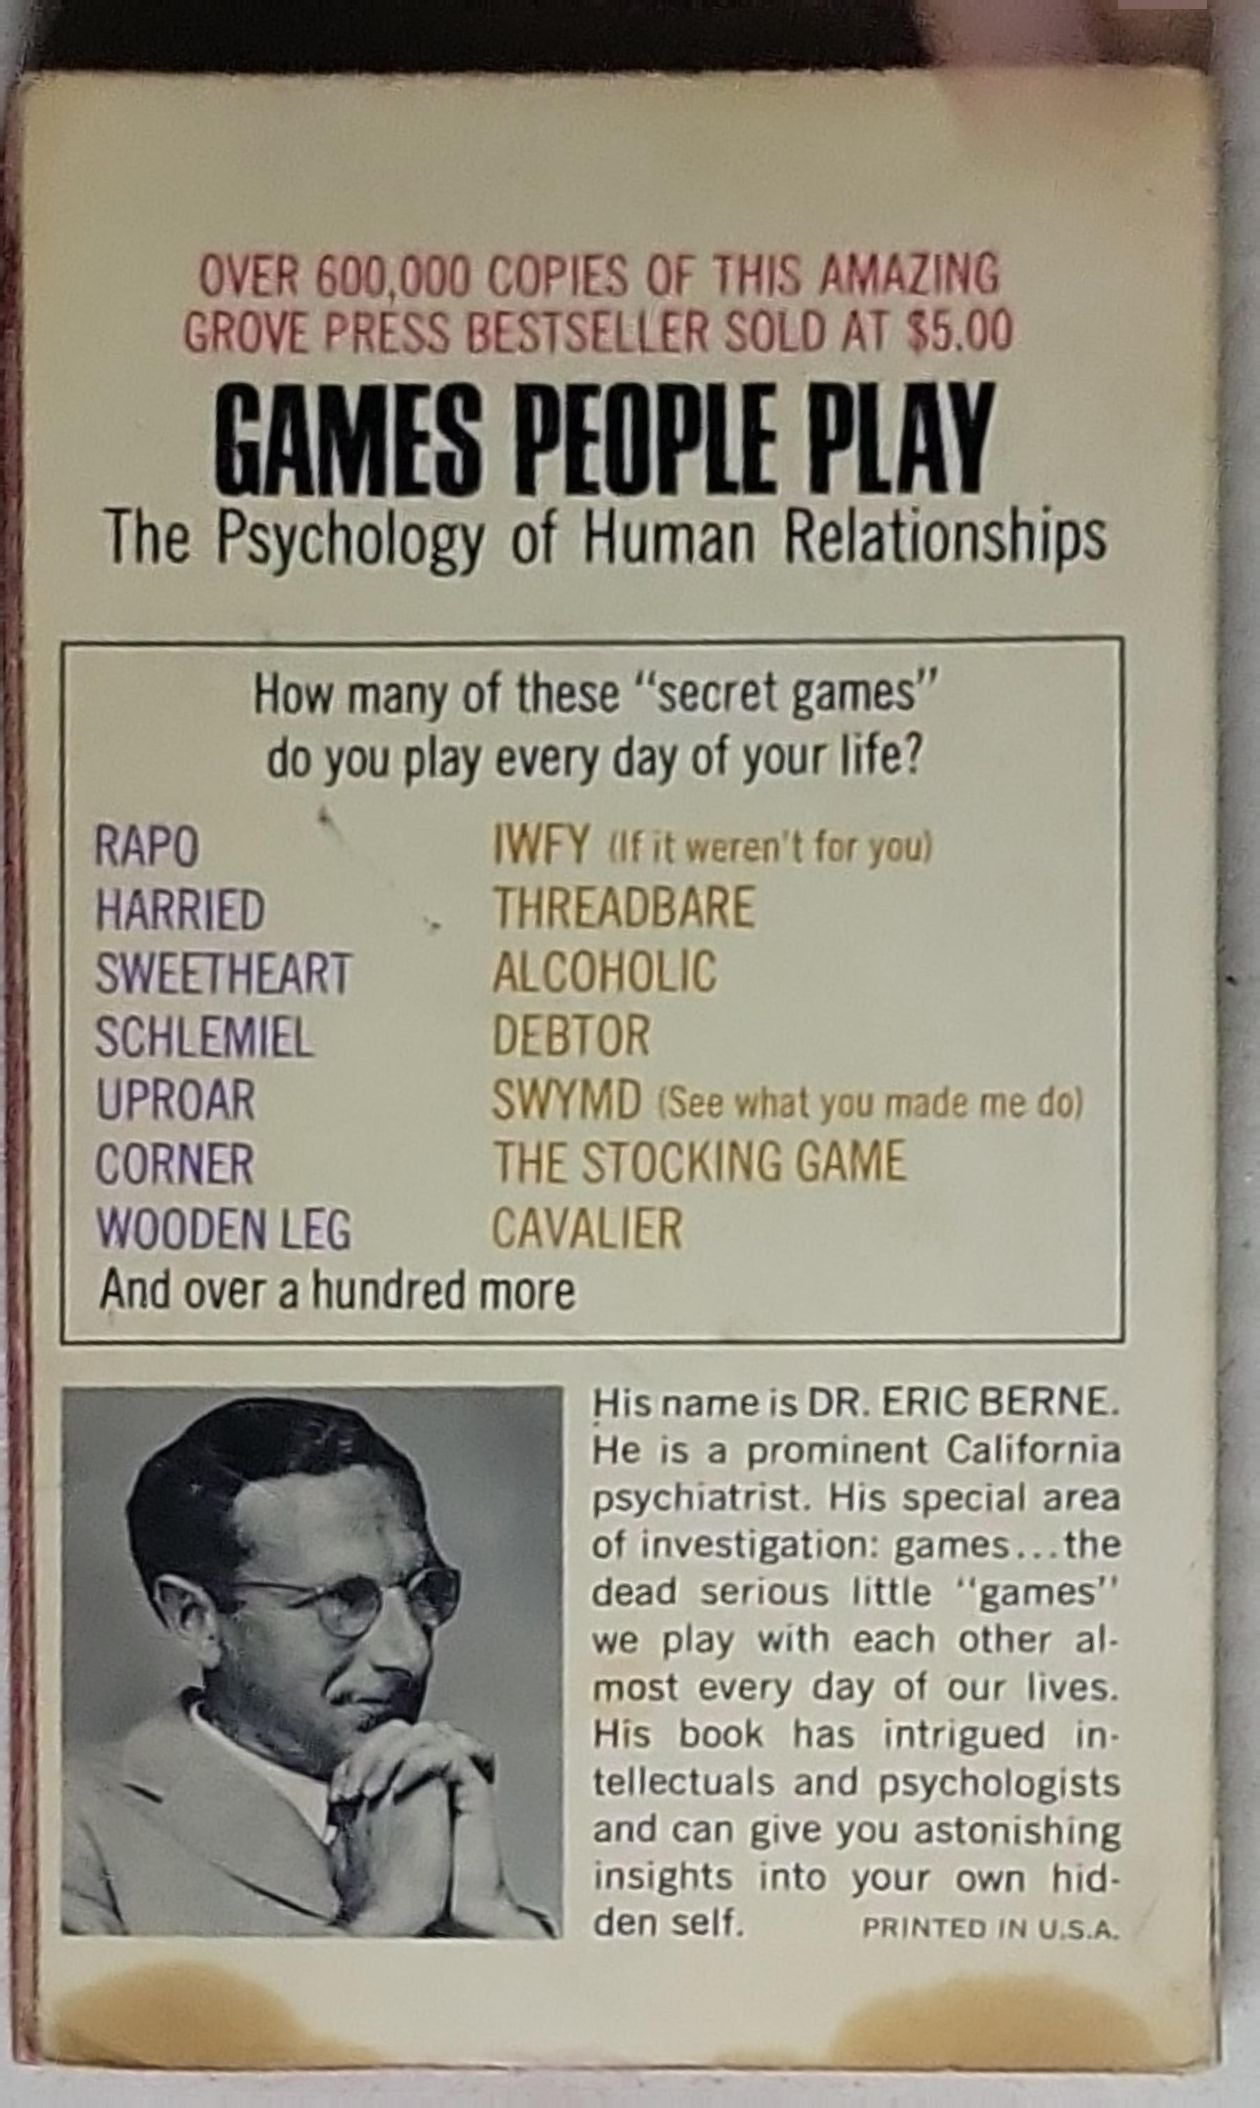 OVER 600,000 COPIES OF THIS AMAZING
GROVE PRESS BESTSELLER SOLD AT $5.00
GAMES PEOPLE PLAY
The Psychology of Human Relationships
How many of these “secret games”
do you play every day of your life?
RAPO
HARRIED
SWEETHEART
SCHLEMIEL
UPROAR
CORNER
WOODEN LEG
IWFY (If it weren't for you)
THREADBARE
ALCOHOLIC
DEBTOR
SWYMD (See what you made me do)
THE STOCKING GAME
CAVALIER
And over a hundred more
His name is DR. ERIC BERNE.
He is a prominent California
psychiatrist. His special area
of investigation: games...the
dead serious little “games”
we play with each other al-
most every day of our lives.
His book has intrigued in-
tellectuals and psychologists
and can give you astonishing
insights into your own hid-
den self. PRINTED IN U.S.A.